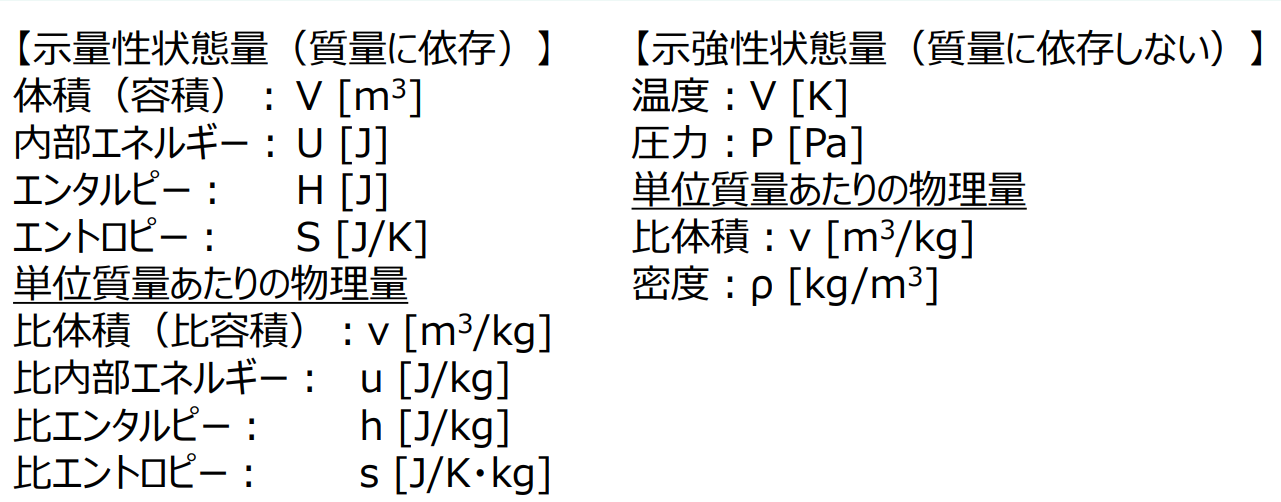 【示量性状態量（質量に依存）】
体積（容積）: V [m³]
内部エネルギー: U [J]
エンタルピー: H [J]
エントロピー: S [J/K]
単位質量あたりの物理量
比体積（比容積）: v [m³/kg]
比内部エネルギー: u [J/kg]
比エンタルピー: h [J/kg]
比エントロピー: s [J/K・kg]
【示強性状態量（質量に依存しない）】
温度: V [K]
圧力: P [Pa]
単位質量あたりの物理量
比体積: v [m³/kg]
密度: ρ [kg/m³]